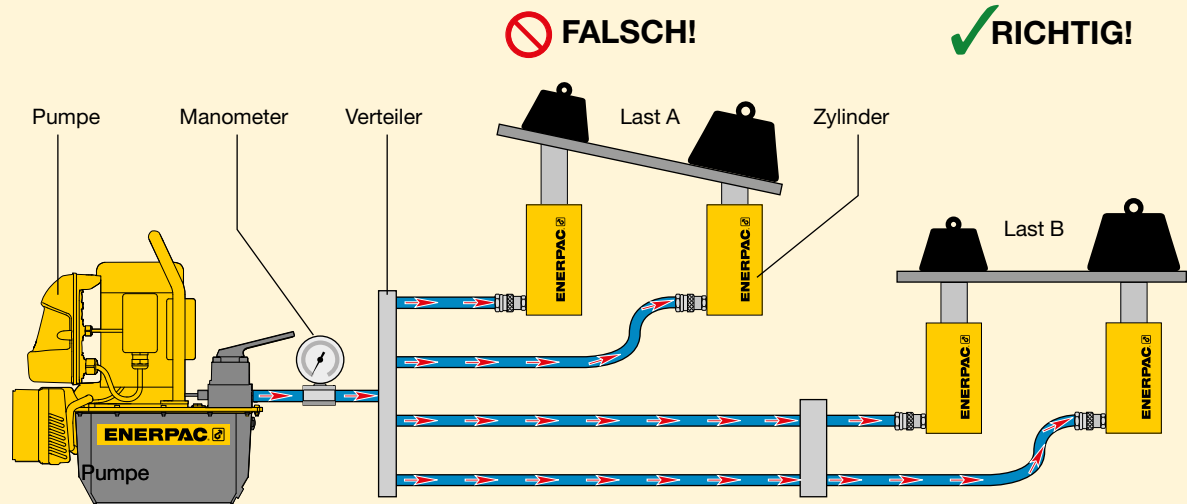 FALSCH!
RICHTIG!
Pumpe
Manometer
Verteiler
Last A
Zylinder
ENERPAC
ENERPAC
Last B
ENERPAC
ENERPAC
ENERPAC
Pumpe